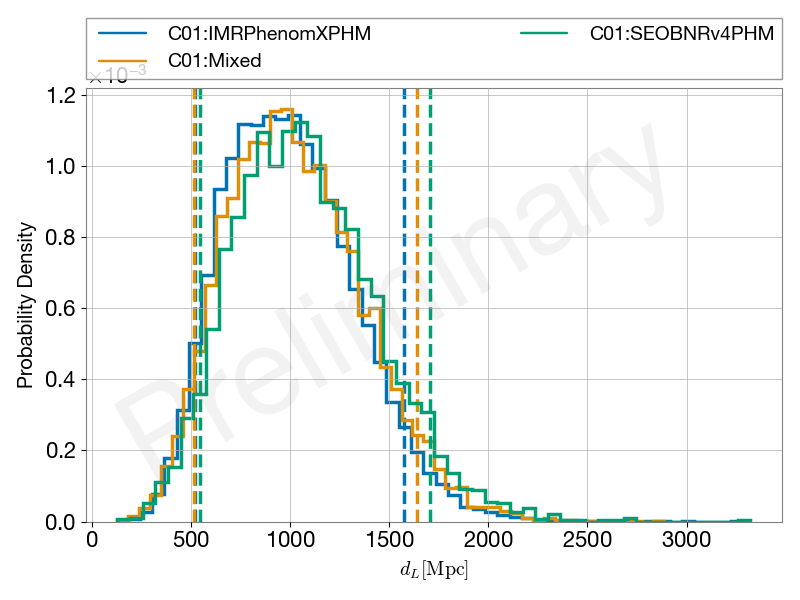 C01:IMRPhenomXPHM
C01:Mixed
C01:SEOBNRv4PHM
×10⁻³
1.2
1.0
0.8
0.6
0.4
0.2
0.0
Probability Density
Preliminary
0 500 1000 1500 2000 2500 3000
d_L[Mpc]